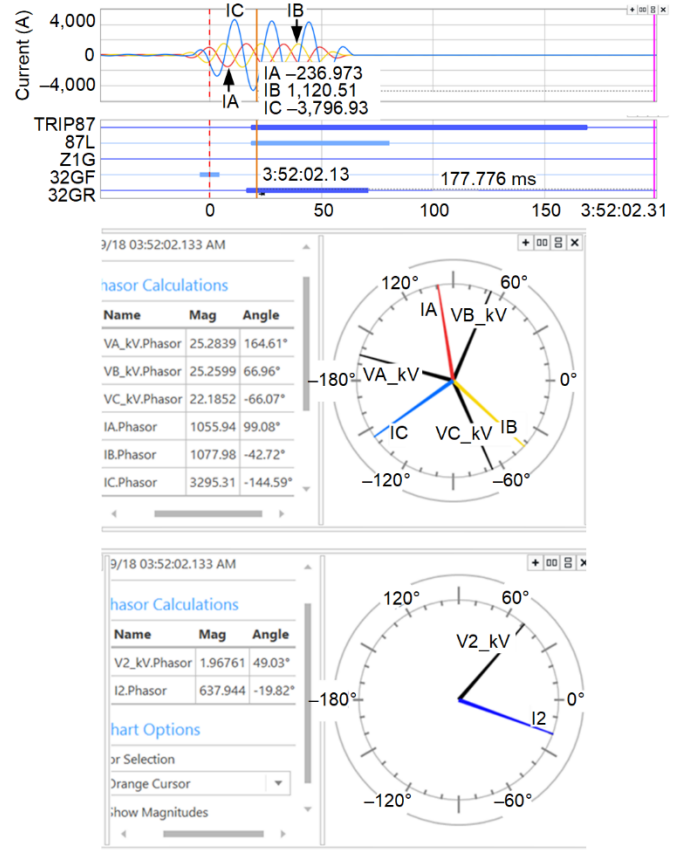 Current (A)
4,000
0
–4,000
IC
IB
IA
IA –236.973
IB 1,120.51
IC –3,796.93
TRIP87
87L
Z1G
32GF
32GR
3:52:02.13
177.776 ms
0
50
100
150
3:52:02.31
9/18 03:52:02.133 AM
hasor Calculations
Name Mag Angle
VA_kV.Phasor 25.2839 164.61°
VB_kV.Phasor 25.2599 66.96°
VC_kV.Phasor 22.1852 -66.07°
IA.Phasor 1055.94 99.08°
IB.Phasor 1077.98 -42.72°
IC.Phasor 3295.31 -144.59°
120°
60°
IA
VB_kV
–180°
VA_kV
0°
IC
VC_kV
IB
–120°
–60°
9/18 03:52:02.133 AM
hasor Calculations
Name Mag Angle
V2_kV.Phasor 1.96761 49.03°
I2.Phasor 637.944 -19.82°
hart Options
or Selection
Orange Cursor
Show Magnitudes
120°
60°
V2_kV
–180°
0°
I2
–120°
–60°